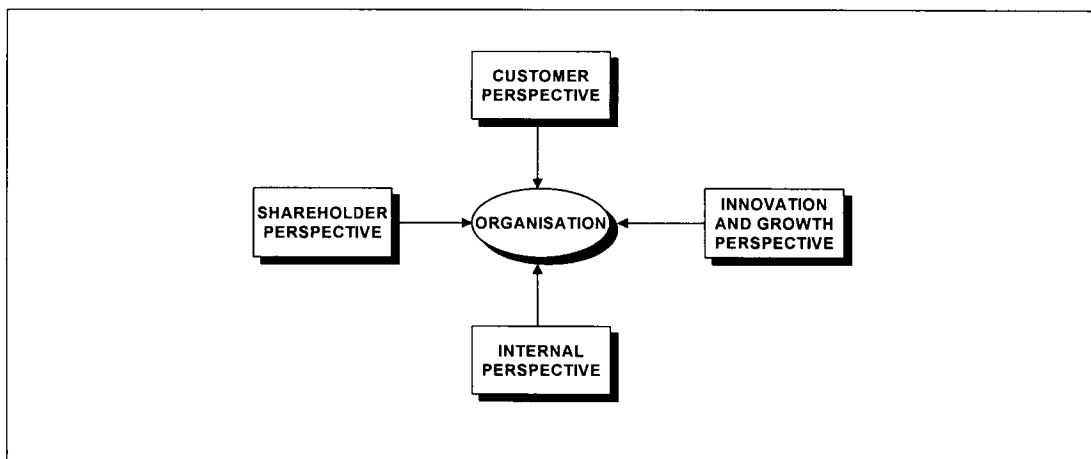 CUSTOMER
PERSPECTIVE
SHAREHOLDER
PERSPECTIVE
ORGANISATION
INNOVATION
AND GROWTH
PERSPECTIVE
INTERNAL
PERSPECTIVE